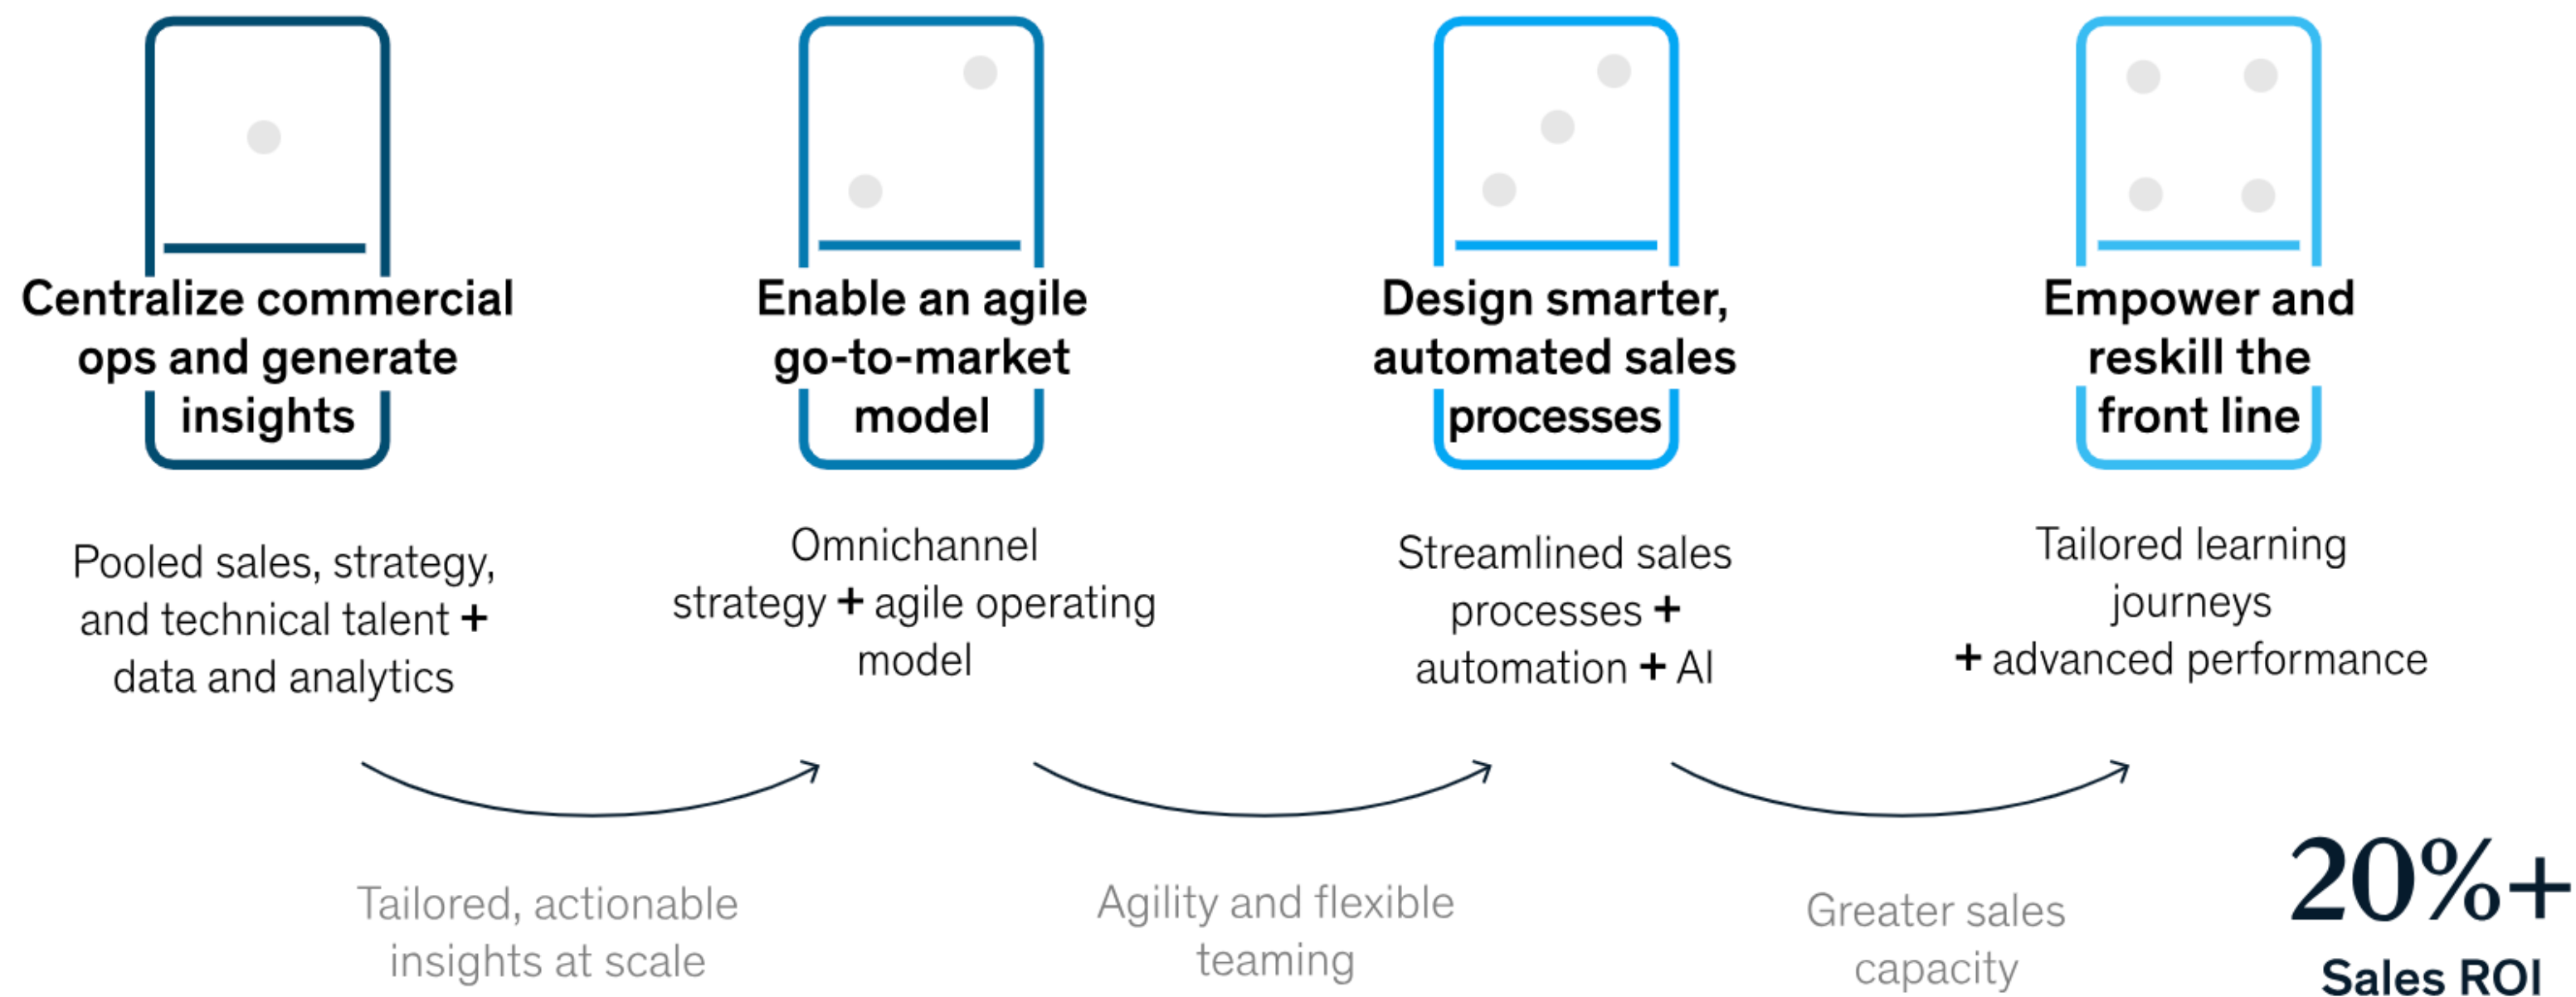 Centralize commercial
ops and generate
insights
Enable an agile
go-to-market
model
Design smarter,
automated sales
processes
Empower and
reskill the
front line
Pooled sales, strategy,
and technical talent +
data and analytics
Omnichannel
strategy + agile operating
model
Streamlined sales
processes +
automation + AI
Tailored learning
journeys
+ advanced performance
Tailored, actionable
insights at scale
Agility and flexible
teaming
Greater sales
capacity
20%+
Sales ROI